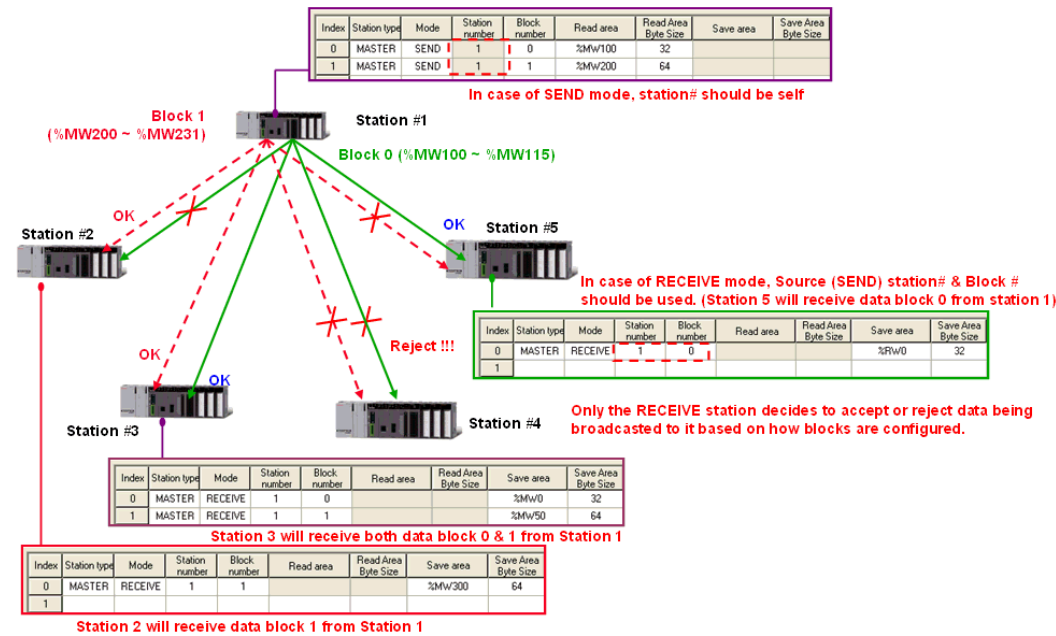 Index Station type Mode Station number Block number Read area Read Area Byte Size Save area Save Area Byte Size
0 MASTER SEND 1 0 %MW100 32
1 MASTER SEND 1 1 %MW200 64
In case of SEND mode, station# should be self
Block 1
(%MW200 ~ %MW231)
Station #1
Block 0 (%MW100 ~ %MW115)
OK
Station #2
OK
Station #5
In case of RECEIVE mode, Source (SEND) station# & Block #
should be used. (Station 5 will receive data block 0 from station 1)
Index Station type Mode Station number Block number Read area Read Area Byte Size Save area Save Area Byte Size
0 MASTER RECEIVE 1 0 %RW0 32
1
Reject !!!
OK
OK
Station #3
Station #4
Only the RECEIVE station decides to accept or reject data being
broadcasted to it based on how blocks are configured.
Index Station type Mode Station number Block number Read area Read Area Byte Size Save area Save Area Byte Size
0 MASTER RECEIVE 1 0 %MW0 32
1 MASTER RECEIVE 1 1 %MW50 64
Station 3 will receive both data block 0 & 1 from Station 1
Index Station type Mode Station number Block number Read area Read Area Byte Size Save area Save Area Byte Size
0 MASTER RECEIVE 1 1 %MW300 64
1
Station 2 will receive data block 1 from Station 1